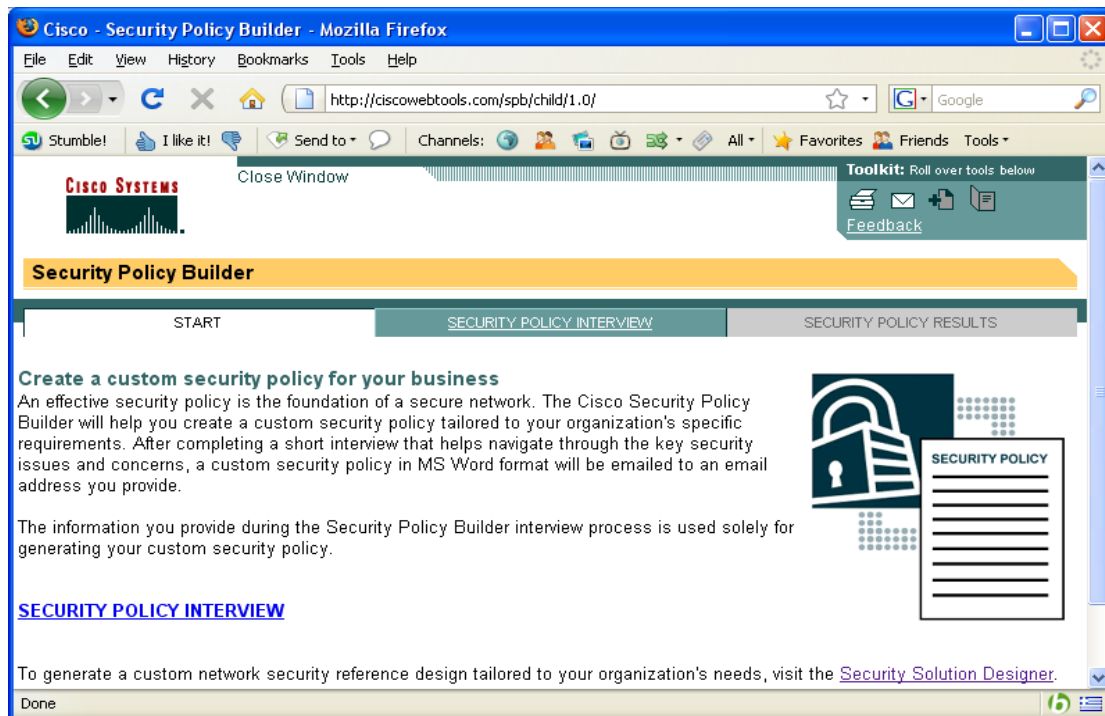 Cisco - Security Policy Builder - Mozilla Firefox
File Edit View History Bookmarks Tools Help
http://ciscowebtools.com/spb/child/1.0/
G Google
Stumble! I like it! Send to Channels: All Favorites Friends Tools
CISCO SYSTEMS
Close Window
Toolkit: Roll over tools below
Feedback
Security Policy Builder
START
SECURITY POLICY INTERVIEW
SECURITY POLICY RESULTS
Create a custom security policy for your business
An effective security policy is the foundation of a secure network. The Cisco Security Policy
Builder will help you create a custom security policy tailored to your organization's specific
requirements. After completing a short interview that helps navigate through the key security
issues and concerns, a custom security policy in MS Word format will be emailed to an email
address you provide.
The information you provide during the Security Policy Builder interview process is used solely for
generating your custom security policy.
SECURITY POLICY
SECURITY POLICY INTERVIEW
To generate a custom network security reference design tailored to your organization's needs, visit the Security Solution Designer.
Done